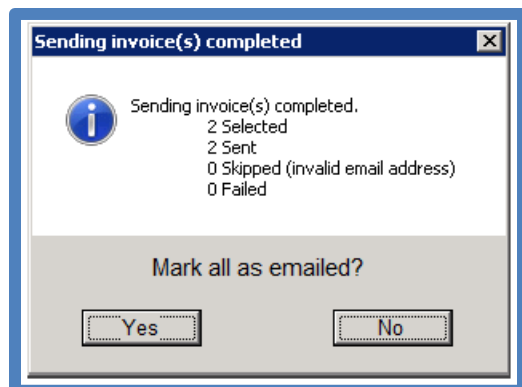 Sending invoice(s) completed
Sending invoice(s) completed.
2 Selected
2 Sent
0 Skipped (invalid email address)
0 Failed
Mark all as emailed?
Yes
No